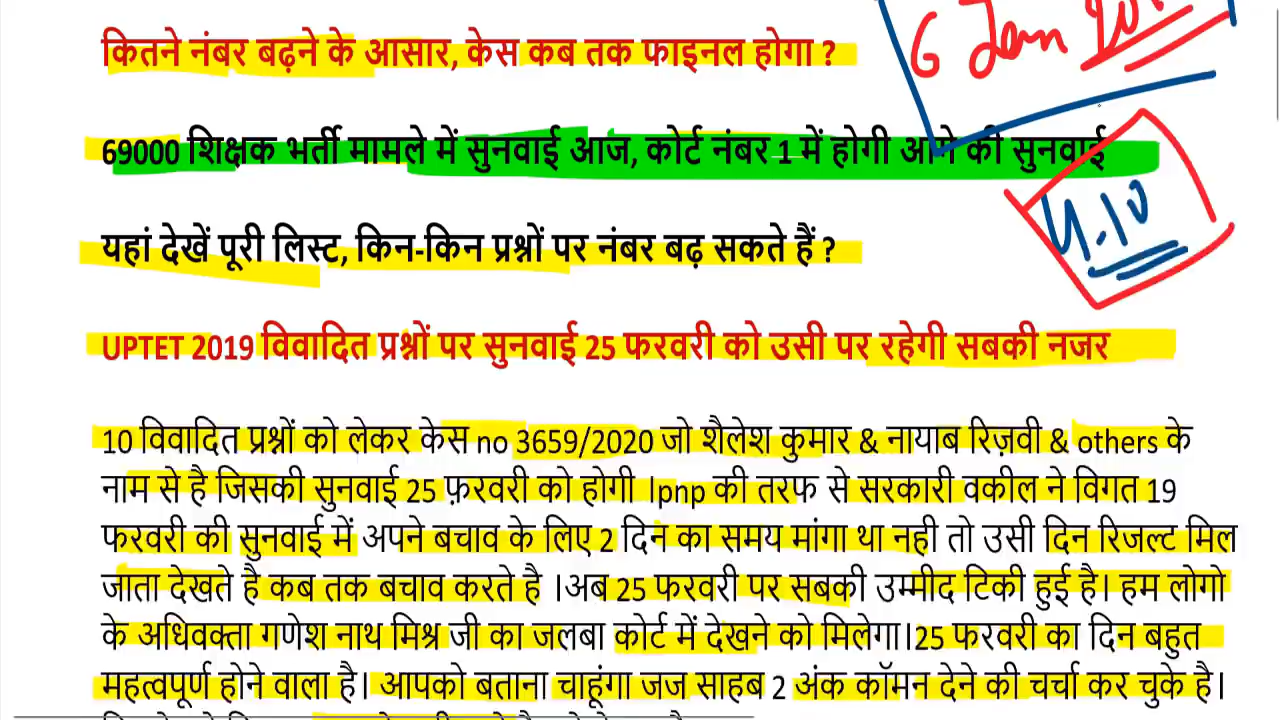 6 Jan
कितने नंबर बढ़ने के आसार, केस कब तक फाइनल होगा ?
69000 शिक्षक भर्ती मामले में सुनवाई आज, कोर्ट नंबर 1 में होगी आगे की सुनवाई
यहां देखें पूरी लिस्ट, किन-किन प्रश्नों पर नंबर बढ़ सकते हैं ?
UPTET 2019 विवादित प्रश्नों पर सुनवाई 25 फरवरी को उसी पर रहेगी सबकी नजर
10 विवादित प्रश्नों को लेकर केस no 3659/2020 जो शैलेश कुमार & नायाब रिज़वी & others के
नाम से है जिसकी सुनवाई 25 फ़रवरी को होगी ।pnp की तरफ से सरकारी वकील ने विगत 19
फरवरी की सुनवाई में अपने बचाव के लिए 2 दिन का समय मांगा था नही तो उसी दिन रिजल्ट मिल
जाता देखते है कब तक बचाव करते है ।अब 25 फरवरी पर सबकी उम्मीद टिकी हुई है। हम लोगो
के अधिवक्ता गणेश नाथ मिश्र जी का जलबा कोर्ट में देखने को मिलेगा।25 फरवरी का दिन बहुत
महत्वपूर्ण होने वाला है। आपको बताना चाहूंगा जज साहब 2 अंक कॉमन देने की चर्चा कर चुके है।